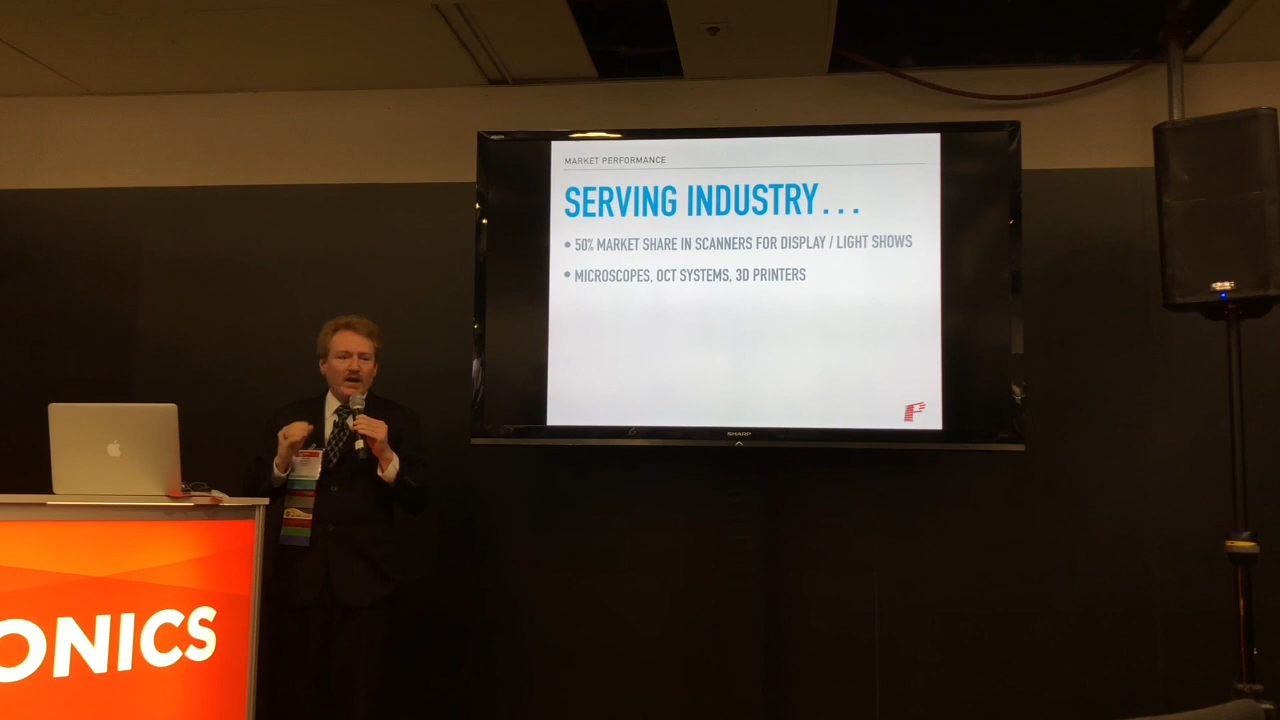 MARKET PERFORMANCE
SERVING INDUSTRY...
• 50% MARKET SHARE IN SCANNERS FOR DISPLAY / LIGHT SHOWS
• MICROSCOPES, OCT SYSTEMS, 3D PRINTERS
SHARP
ONICS